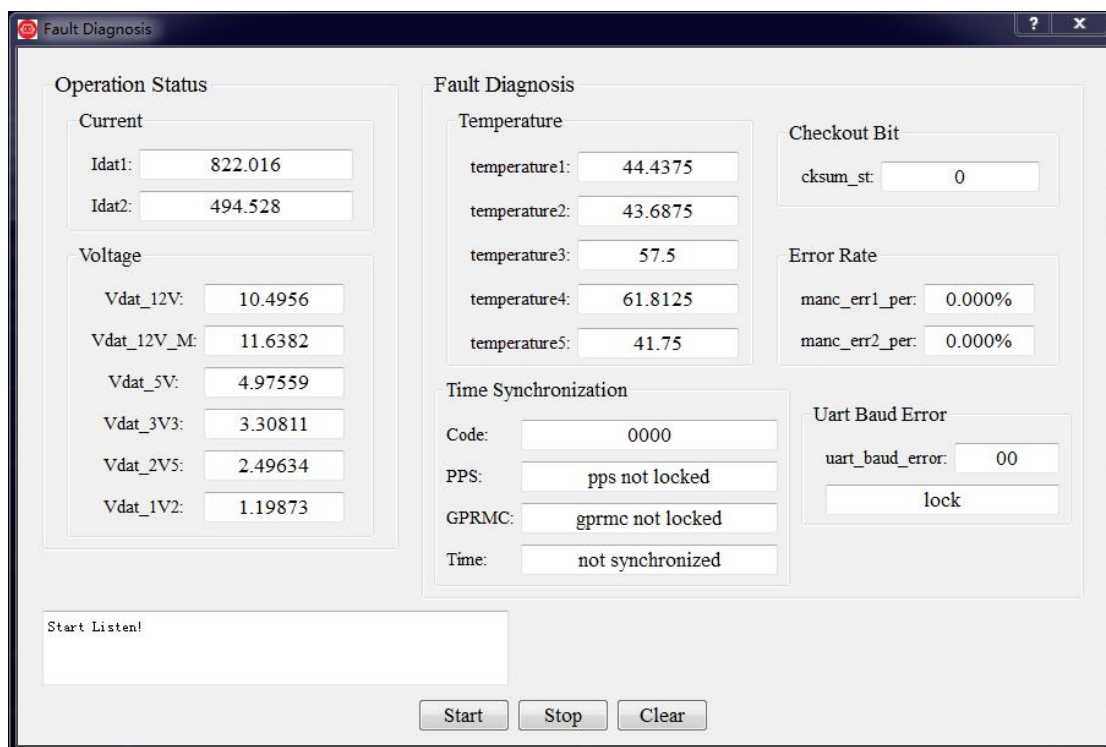 Fault Diagnosis
Operation Status
Current
Idat1: 822.016
Idat2: 494.528
Voltage
Vdat_12V: 10.4956
Vdat_12V_M: 11.6382
Vdat_5V: 4.97559
Vdat_3V3: 3.30811
Vdat_2V5: 2.49634
Vdat_1V2: 1.19873
Fault Diagnosis
Temperature
temperature1: 44.4375
temperature2: 43.6875
temperature3: 57.5
temperature4: 61.8125
temperature5: 41.75
Checkout Bit
cksum_st: 0
Error Rate
manc_err1_per: 0.000%
manc_err2_per: 0.000%
Time Synchronization
Code: 0000
PPS: pps not locked
GPRMC: gprmc not locked
Time: not synchronized
Uart Baud Error
uart_baud_error: 00
lock
Start Listen!
Start Stop Clear